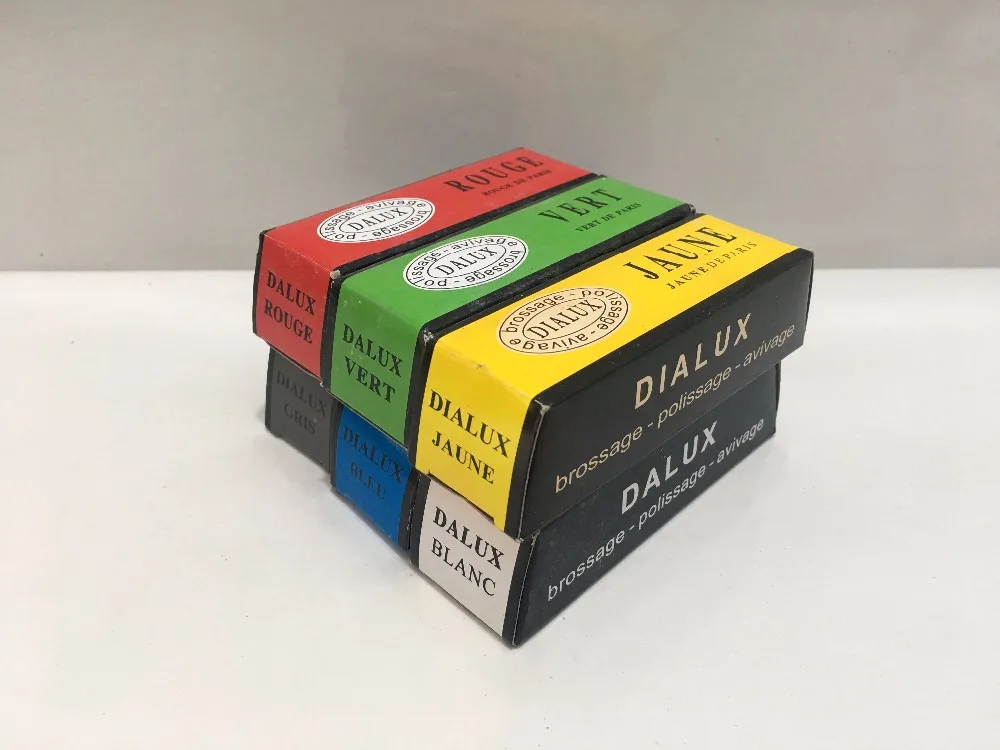 ROUGE
ROUGE DE PARIS
brossage - avivage - polissage
DALUX
DALUX
ROUGE
VERT
VERT DE PARIS
brossage - avivage - polissage
DALUX
DALUX
VERT
JAUNE
JAUNE DE PARIS
brossage - polissage - avivage
DIALUX
DIALUX
JAUNE
DIALUX
brossage - polissage - avivage
DIALUX
GRIS
DIALUX
BLEU
DALUX
BLANC
DALUX
brossage - polissage - avivage